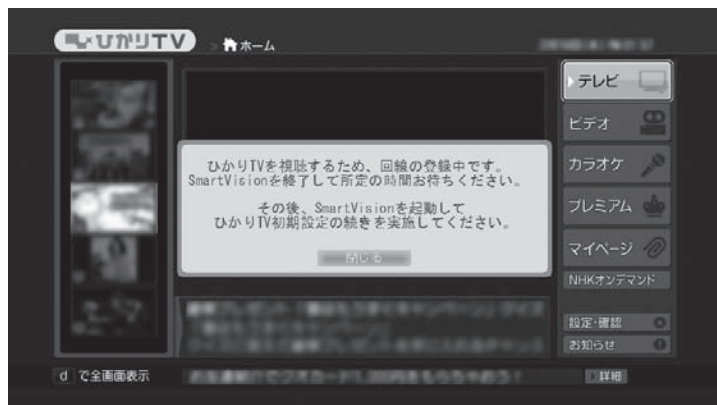 ひかりTV
ホーム
ひかりTVを視聴するため、回線の登録中です。
SmartVisionを終了して所定の時間お待ちください。
その後、SmartVisionを起動して
ひかりTV初期設定の続きを実施してください。
閉じる
テレビ
ビデオ
カラオケ
プレミアム
マイページ
NHKオンデマンド
設定・確認
お知らせ
d で全画面表示
詳細